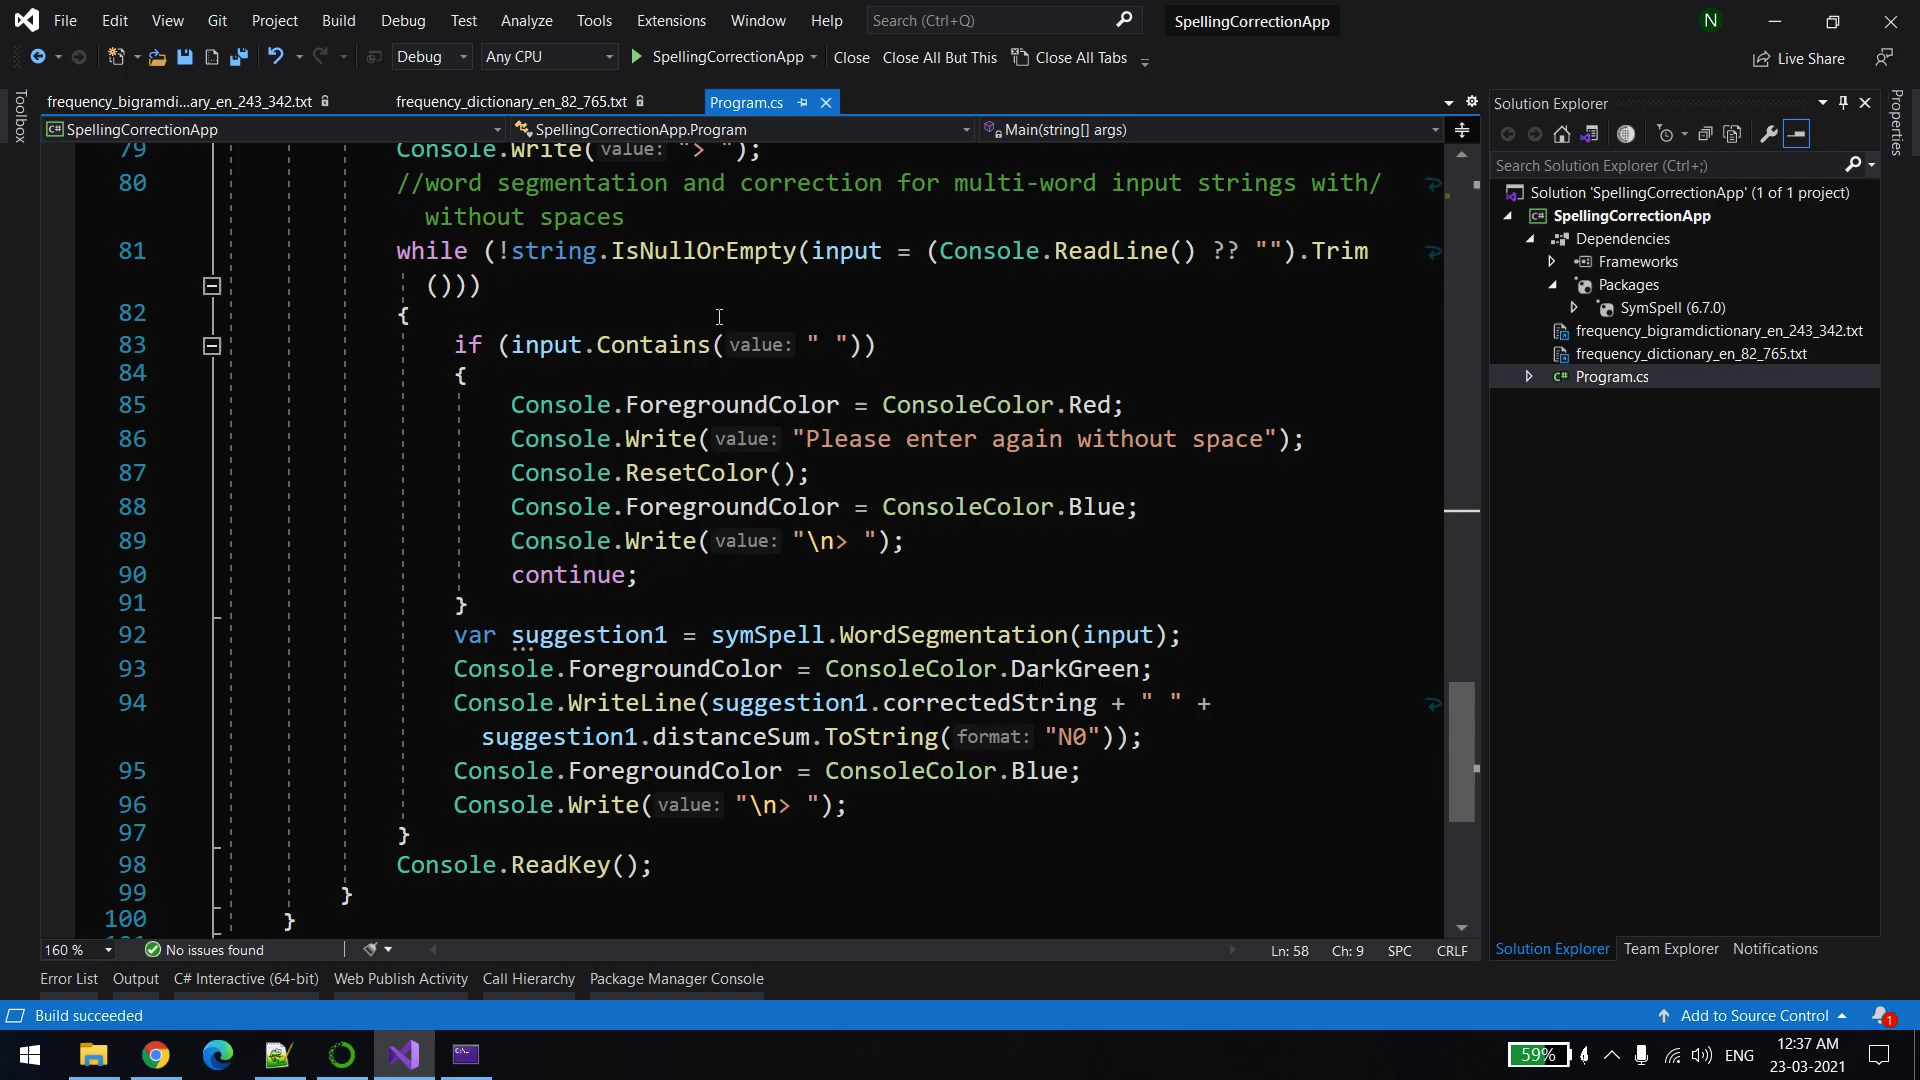 File Edit View Git Project Build Debug Test Analyze Tools Extensions Window Help Search (Ctrl+Q) SpellingCorrectionApp N
Debug Any CPU SpellingCorrectionApp Close Close All But This Close All Tabs Live Share
Toolbox
frequency_bigramdi...ary_en_243_342.txt frequency_dictionary_en_82_765.txt Program.cs
SpellingCorrectionApp SpellingCorrectionApp.Program Main(string[] args)
79 Console.Write(value: "> ");
80 //word segmentation and correction for multi-word input strings with/
without spaces
81 while (!string.IsNullOrEmpty(input = (Console.ReadLine() ?? "").Trim
()))
82 {
83 if (input.Contains(value: " "))
84 {
85 Console.ForegroundColor = ConsoleColor.Red;
86 Console.Write(value: "Please enter again without space");
87 Console.ResetColor();
88 Console.ForegroundColor = ConsoleColor.Blue;
89 Console.Write(value: "\n> ");
90 continue;
91 }
92 var suggestion1 = symSpell.WordSegmentation(input);
93 Console.ForegroundColor = ConsoleColor.DarkGreen;
94 Console.WriteLine(suggestion1.correctedString + " " +
suggestion1.distanceSum.ToString(format: "N0"));
95 Console.ForegroundColor = ConsoleColor.Blue;
96 Console.Write(value: "\n> ");
97 }
98 Console.ReadKey();
99 }
100 }
160 % No issues found Ln: 58 Ch: 9 SPC CRLF
Solution Explorer
Search Solution Explorer (Ctrl+;)
Solution 'SpellingCorrectionApp' (1 of 1 project)
C# SpellingCorrectionApp
Dependencies
Frameworks
Packages
SymSpell (6.7.0)
frequency_bigramdictionary_en_243_342.txt
frequency_dictionary_en_82_765.txt
C# Program.cs
Solution Explorer Team Explorer Notifications
Properties
Error List Output C# Interactive (64-bit) Web Publish Activity Call Hierarchy Package Manager Console
Build succeeded Add to Source Control 1
59% ENG 12:37 AM
23-03-2021